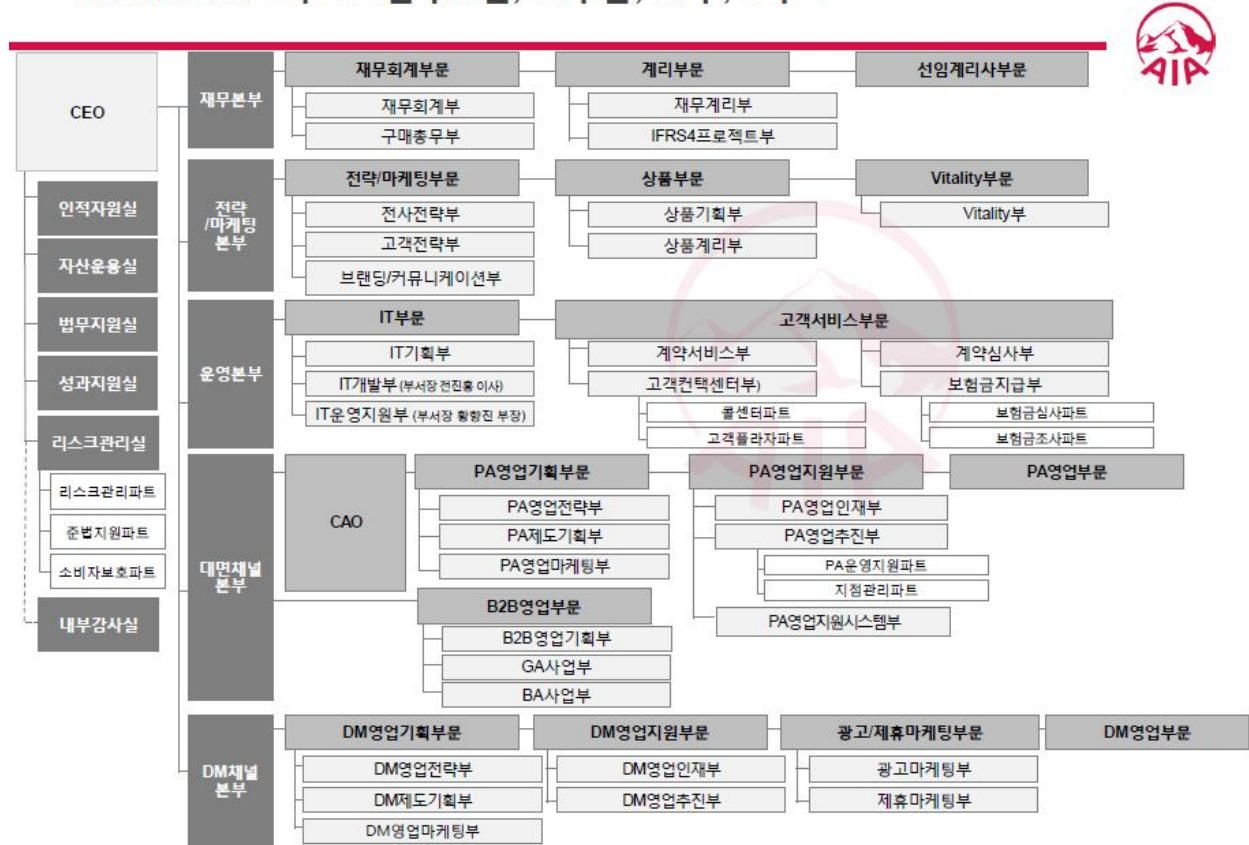 AIA
CEO
인적자원실
자산운용실
법무지원실
성과지원실
리스크관리실
리스크관리파트
준법지원파트
소비자보호파트
내부감사실
재무본부
재무회계부문
재무회계부
구매총무부
계리부문
재무계리부
IFRS4프로젝트부
선임계리사부문
전략
/마케팅
본부
전략/마케팅부문
전사전략부
고객전략부
브랜딩/커뮤니케이션부
상품부문
상품기획부
상품계리부
Vitality부문
Vitality부
운영본부
IT부문
IT기획부
IT개발부 (부서장 전진홍 이사)
IT운영지원부 (부서장 황향진 부장)
고객서비스부문
계약서비스부
고객컨택센터부)
콜센터파트
고객플라자파트
계약심사부
보험금지급부
보험금심사파트
보험금조사파트
AIA
대면채널
본부
CAO
PA영업기획부문
PA영업전략부
PA제도기획부
PA영업마케팅부
PA영업지원부문
PA영업인재부
PA영업추진부
PA운영지원파트
지점관리파트
PA영업지원시스템부
PA영업부문
B2B영업부문
B2B영업기획부
GA사업부
BA사업부
DM채널
본부
DM영업기획부문
DM영업전략부
DM제도기획부
DM영업마케팅부
DM영업지원부문
DM영업인재부
DM영업추진부
광고/제휴마케팅부문
광고마케팅부
제휴마케팅부
DM영업부문